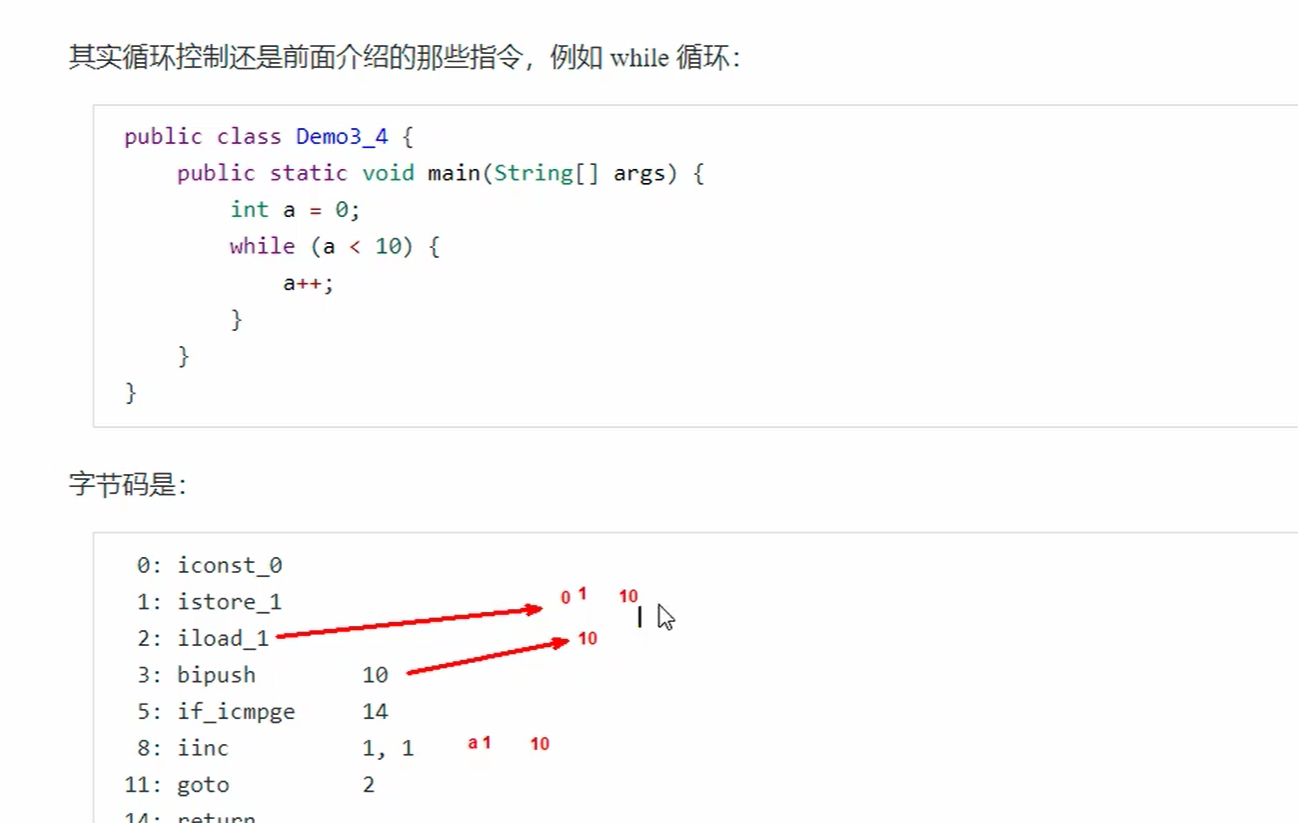 其实循环控制还是前面介绍的那些指令，例如 while 循环：
public class Demo3_4 {
public static void main(String[] args) {
int a = 0;
while (a < 10) {
a++;
}
}
}
字节码是：
0: iconst_0
0 1 10
1: istore_1
2: iload_1 10
3: bipush 10
5: if_icmpge 14
8: iinc 1, 1 a 1 10
11: goto 2
14: return